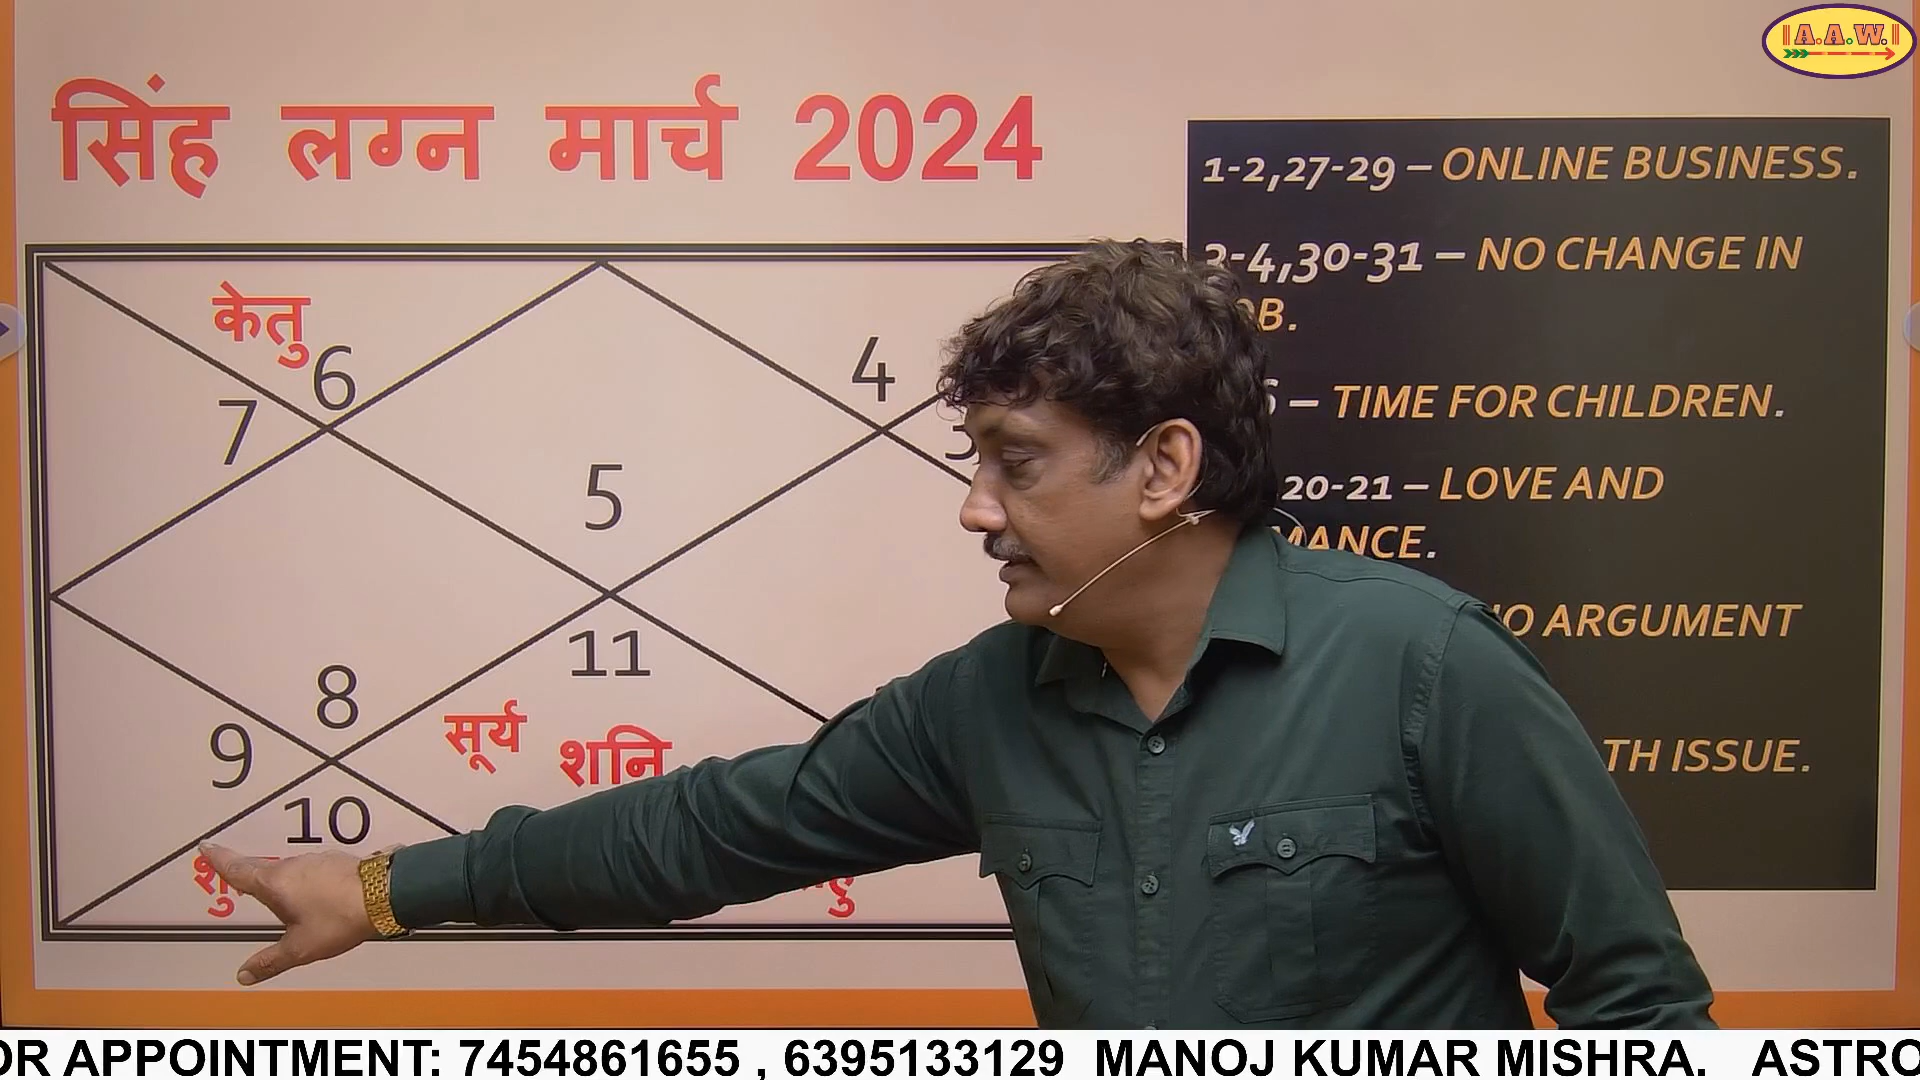 A.A.W.
सिंह लग्न मार्च 2024
1-2,27-29 – ONLINE BUSINESS.
3-4,30-31 – NO CHANGE IN
– TIME FOR CHILDREN.
20-21 – LOVE AND
ARGUMENT
ISSUE.
केतु
6
7
4
5
8
9
10
11
सूर्य
शनि
OR APPOINTMENT: 7454861655 , 6395133129 MANOJ KUMAR MISHRA. ASTRO